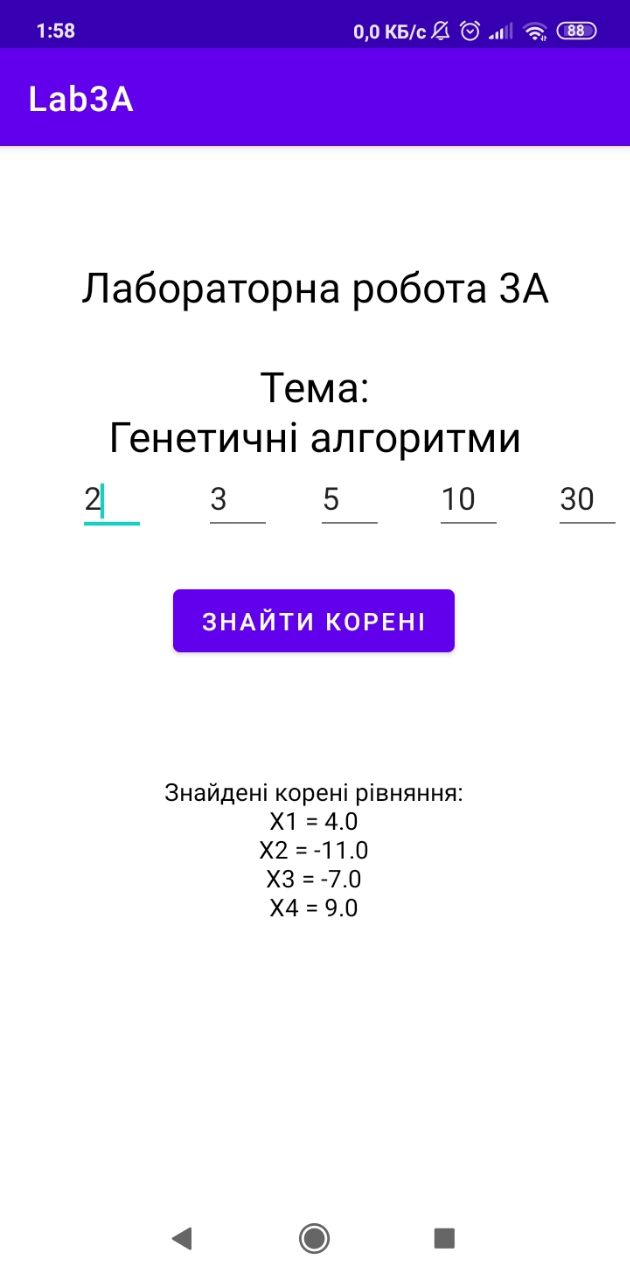 1:58 0,0 КБ/с 88
Lab3A
Лабораторна робота 3А
Тема:
Генетичні алгоритми
2 3 5 10 30
ЗНАЙТИ КОРЕНІ
Знайдені корені рівняння:
X1 = 4.0
X2 = -11.0
X3 = -7.0
X4 = 9.0